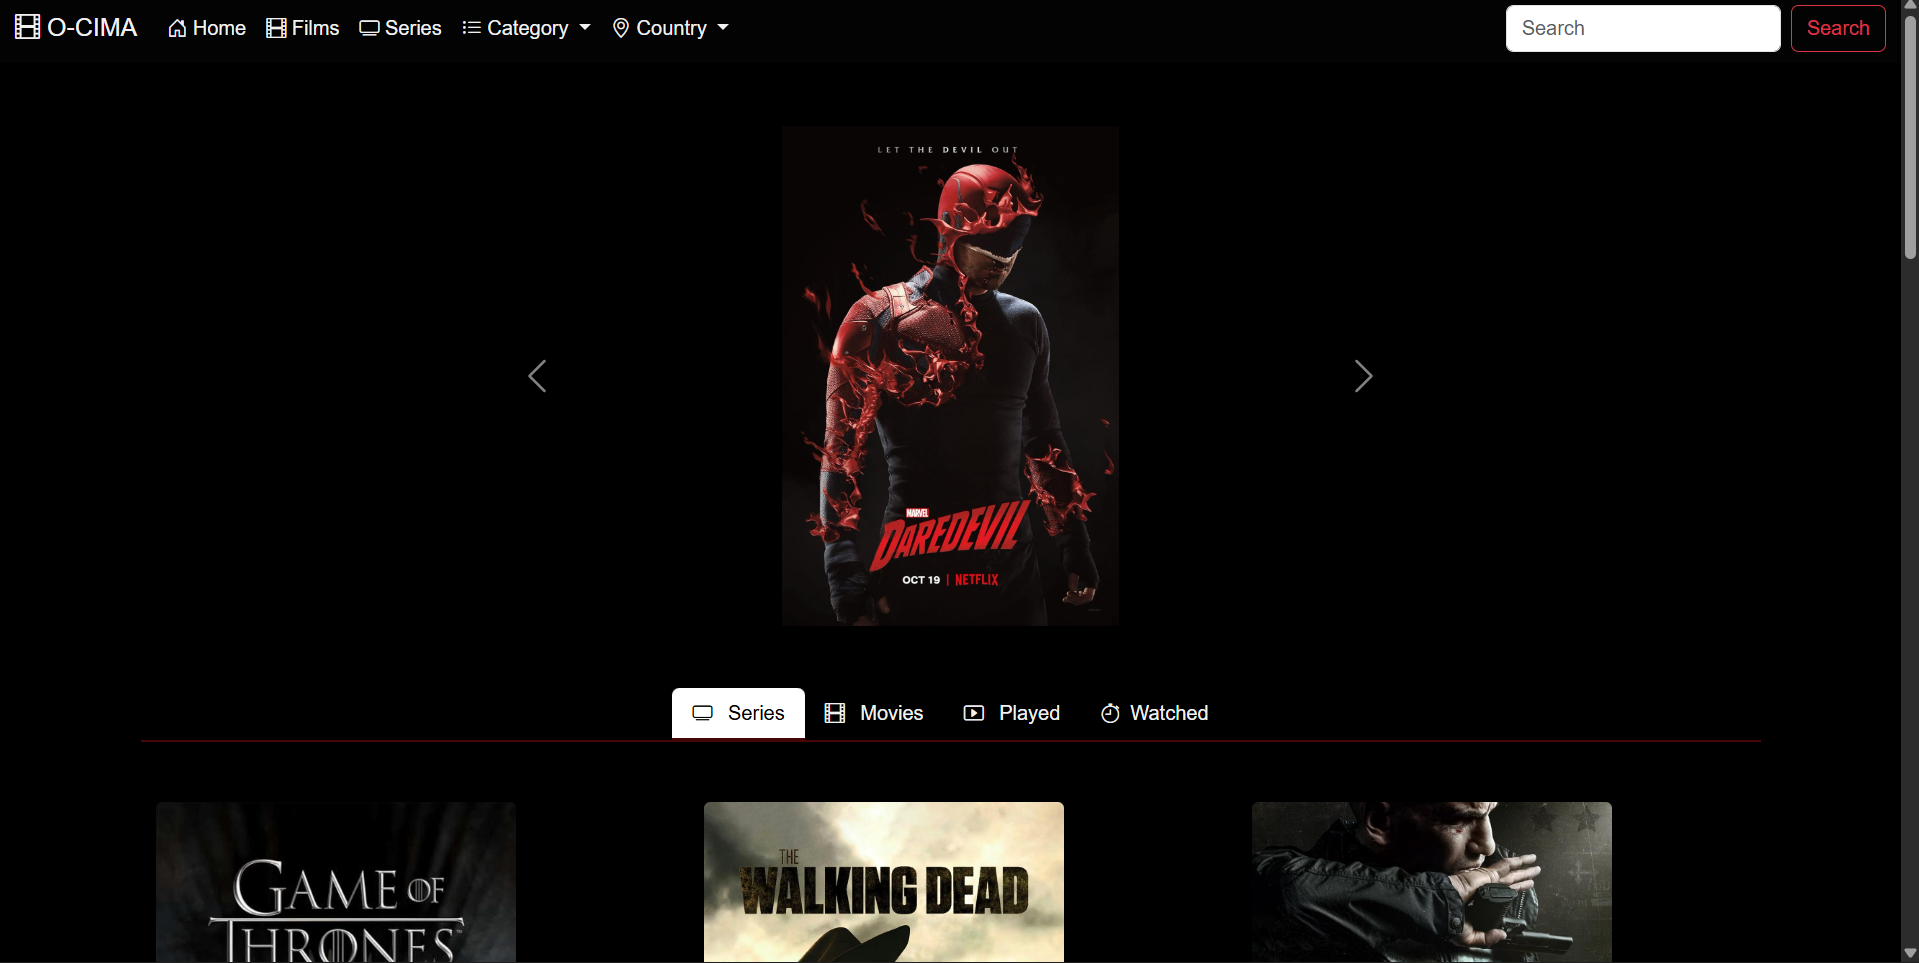 O-CIMA Home Films Series Category Country Search Search
LET THE DEVIL OUT
MARVEL
DAREDEVIL
OCT 19 | NETFLIX
Series Movies Played Watched
GAME OF
THRONES
THE
WALKING DEAD